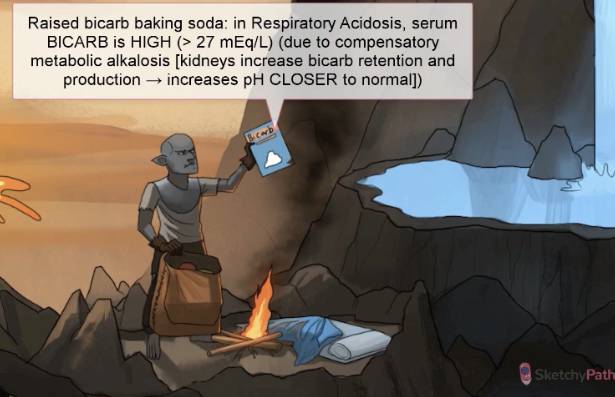 Raised bicarb baking soda: in Respiratory Acidosis, serum
BICARB is HIGH (> 27 mEq/L) (due to compensatory
metabolic alkalosis [kidneys increase bicarb retention and
production → increases pH CLOSER to normal])
Bicarb
SketchyPath